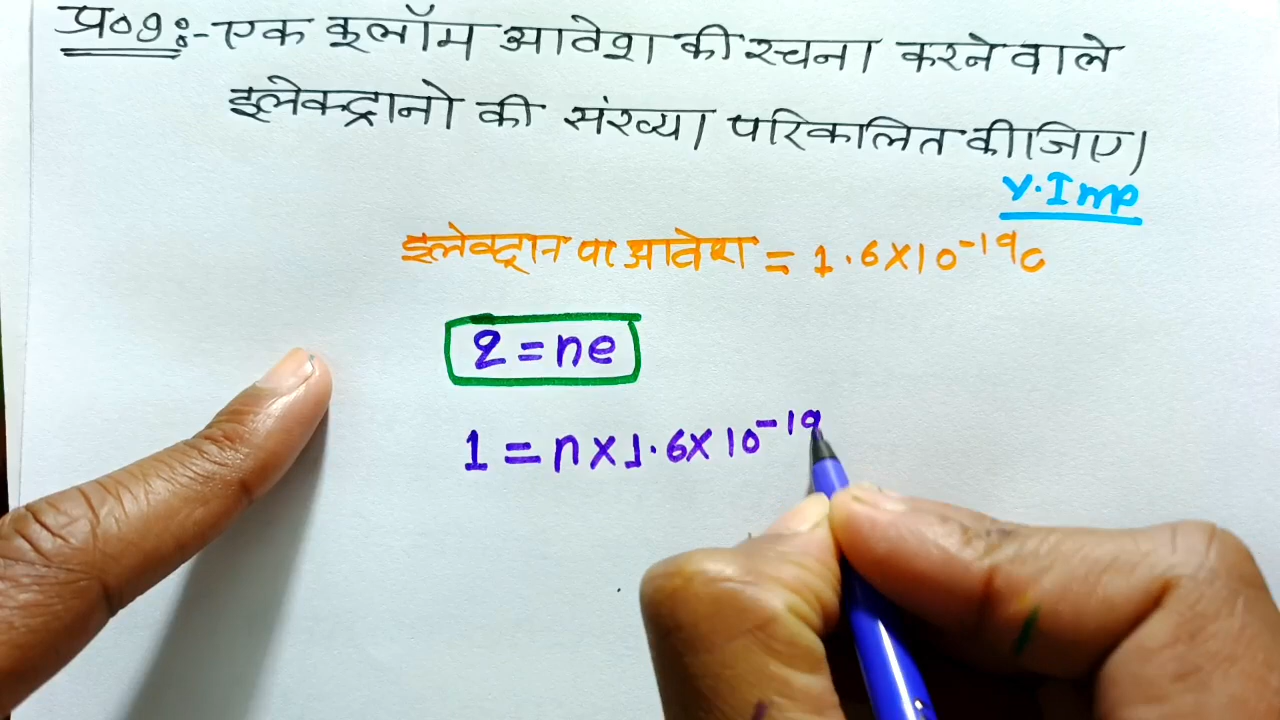 प्र०9:- एक कूलॉम आवेश की रचना करने वाले
इलेक्ट्रानो की संख्या परिकलित कीजिए।
V.Imp
इलेक्ट्रान का आवेश = 1.6×10⁻¹⁹c
q=ne
1=n×1.6×10⁻¹⁹